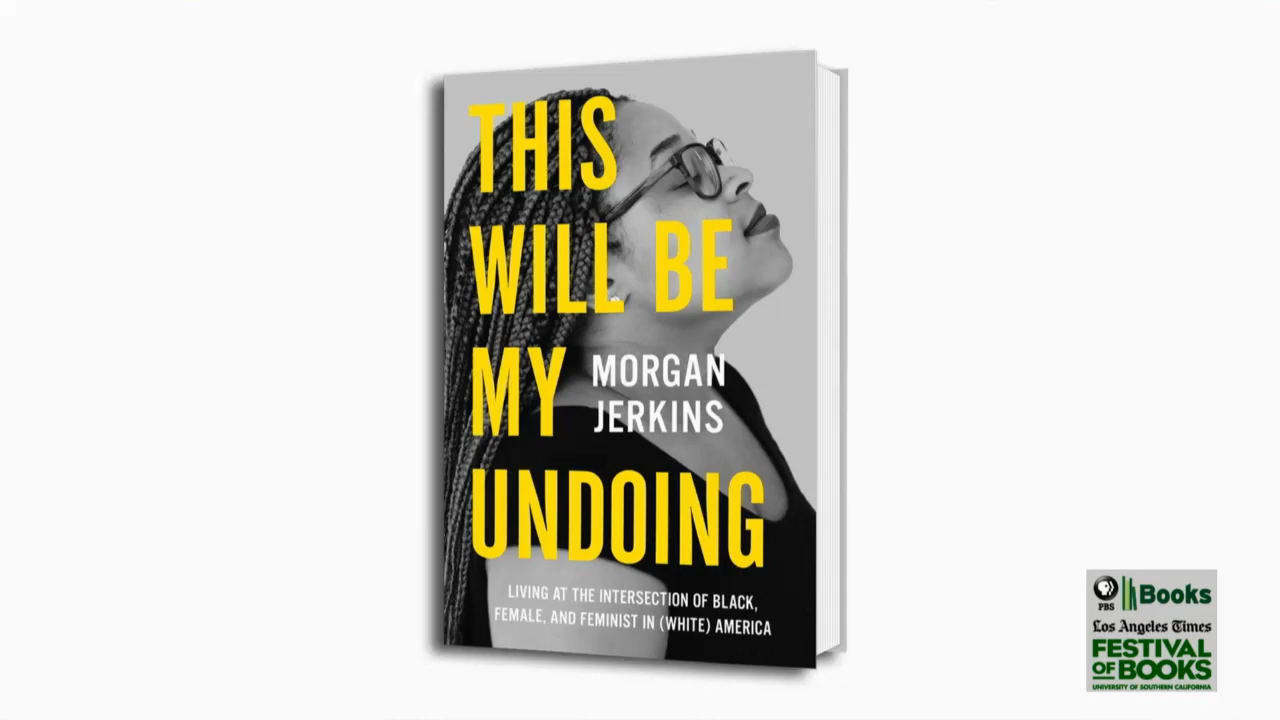 THIS
WILL BE
MY
MORGAN
JERKINS
UNDOING
LIVING AT THE INTERSECTION OF BLACK,
FEMALE, AND FEMINIST IN (WHITE) AMERICA
PBS Books
Los Angeles Times
FESTIVAL
OF BOOKS
UNIVERSITY OF SOUTHERN CALIFORNIA